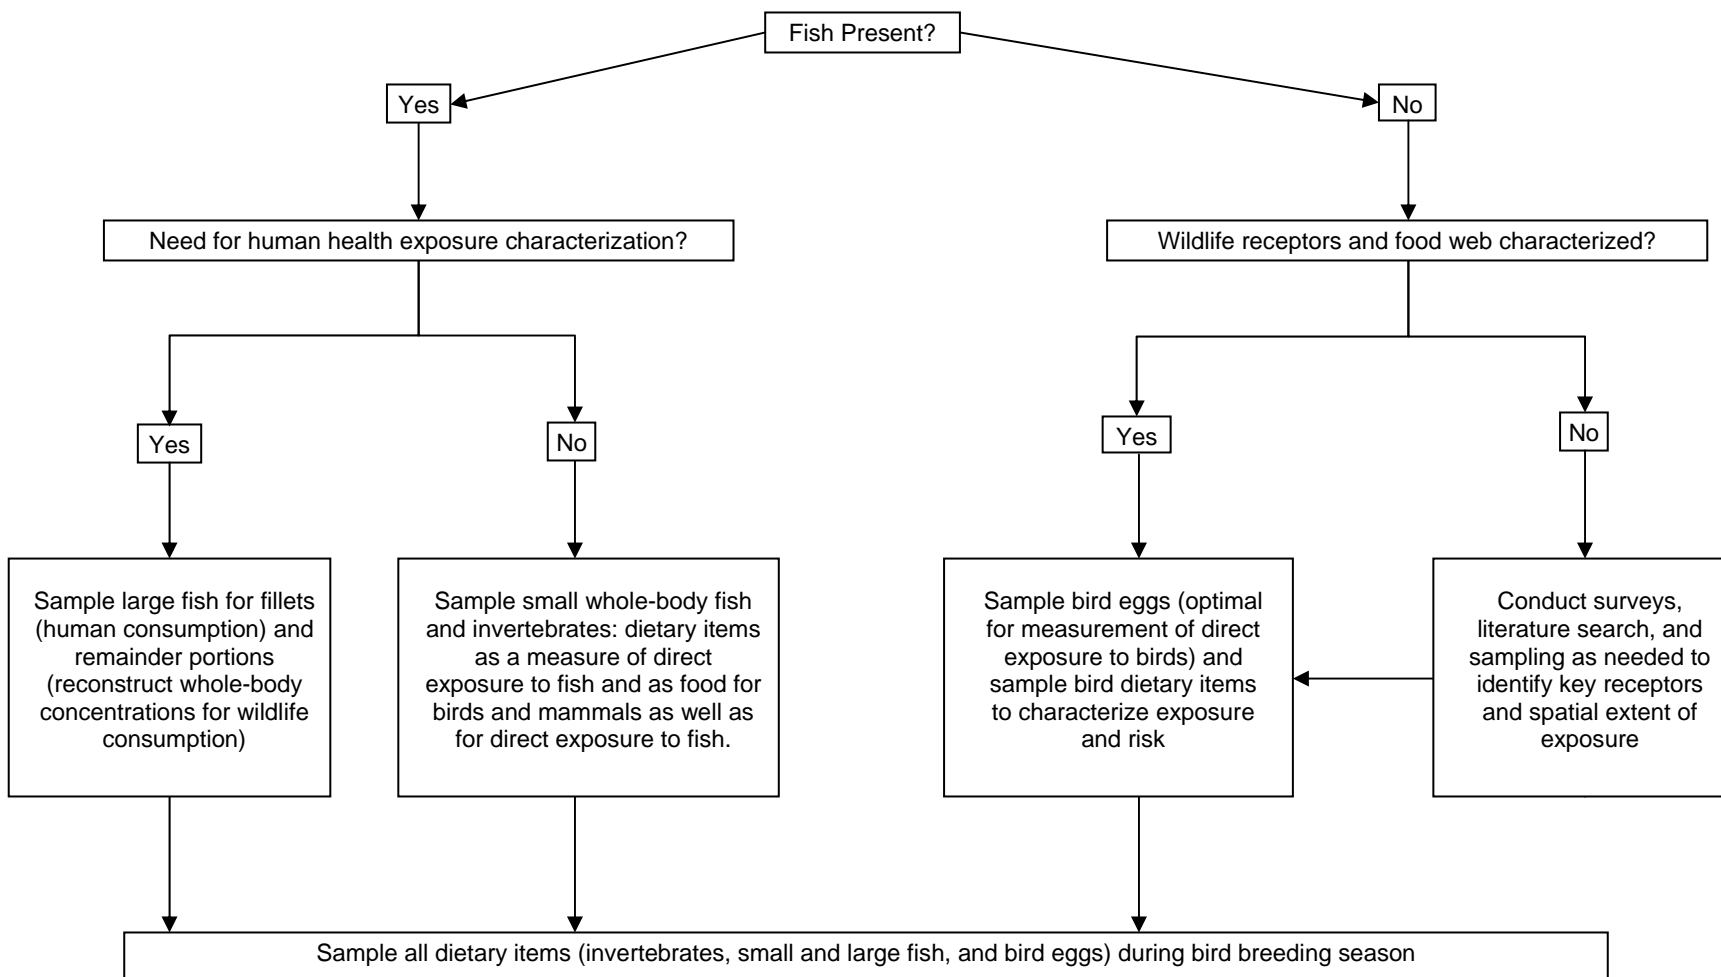 Fish Present?
Yes
No
Need for human health exposure characterization?
Wildlife receptors and food web characterized?
Yes
No
Yes
No
Sample large fish for fillets
(human consumption) and
remainder portions
(reconstruct whole-body
concentrations for wildlife
consumption)
Sample small whole-body fish
and invertebrates: dietary items
as a measure of direct
exposure to fish and as food for
birds and mammals as well as
for direct exposure to fish.
Sample bird eggs (optimal
for measurement of direct
exposure to birds) and
sample bird dietary items
to characterize exposure
and risk
Conduct surveys,
literature search, and
sampling as needed to
identify key receptors
and spatial extent of
exposure
Sample all dietary items (invertebrates, small and large fish, and bird eggs) during bird breeding season